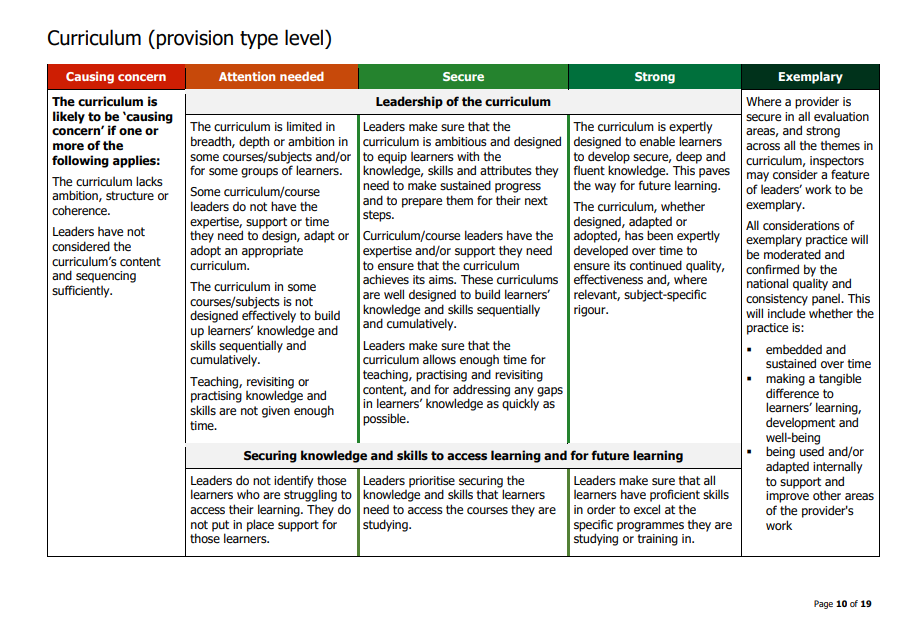 Curriculum (provision type level)
Causing concern
Attention needed
Secure
Strong
Exemplary
The curriculum is
likely to be ‘causing
concern’ if one or
more of the
following applies:
The curriculum lacks
ambition, structure or
coherence.
Leaders have not
considered the
curriculum’s content
and sequencing
sufficiently.
Leadership of the curriculum
The curriculum is limited in
breadth, depth or ambition in
some courses/subjects and/or
for some groups of learners.
Some curriculum/course
leaders do not have the
expertise, support or time
they need to design, adapt or
adopt an appropriate
curriculum.
The curriculum in some
courses/subjects is not
designed effectively to build
up learners’ knowledge and
skills sequentially and
cumulatively.
Teaching, revisiting or
practising knowledge and
skills are not given enough
time.
Leaders make sure that the
curriculum is ambitious and designed
to equip learners with the
knowledge, skills and attributes they
need to make sustained progress
and to prepare them for their next
steps.
Curriculum/course leaders have the
expertise and/or support they need
to ensure that the curriculum
achieves its aims. These curriculums
are well designed to build learners’
knowledge and skills sequentially
and cumulatively.
Leaders make sure that the
curriculum allows enough time for
teaching, practising and revisiting
content, and for addressing any gaps
in learners’ knowledge as quickly as
possible.
The curriculum is expertly
designed to enable learners
to develop secure, deep and
fluent knowledge. This paves
the way for future learning.
The curriculum, whether
designed, adapted or
adopted, has been expertly
developed over time to
ensure its continued quality,
effectiveness and, where
relevant, subject-specific
rigour.
Securing knowledge and skills to access learning and for future learning
Leaders do not identify those
learners who are struggling to
access their learning. They do
not put in place support for
those learners.
Leaders prioritise securing the
knowledge and skills that learners
need to access the courses they are
studying.
Leaders make sure that all
learners have proficient skills
in order to excel at the
specific programmes they are
studying or training in.
Where a provider is
secure in all evaluation
areas, and strong
across all the themes in
curriculum, inspectors
may consider a feature
of leaders’ work to be
exemplary.
All considerations of
exemplary practice will
be moderated and
confirmed by the
national quality and
consistency panel. This
will include whether the
practice is:
▪ embedded and
sustained over time
▪ making a tangible
difference to
learners’ learning,
development and
well-being
▪ being used and/or
adapted internally
to support and
improve other areas
of the provider's
work
Page 10 of 19